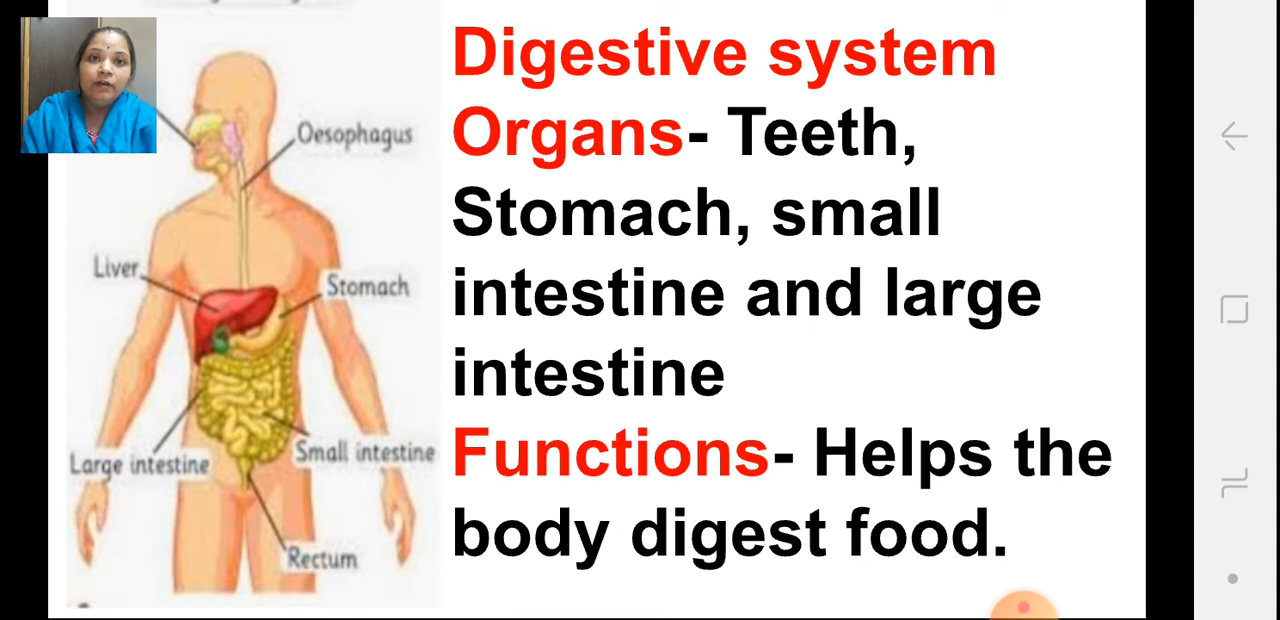 Digestive system
Organs- Teeth,
Stomach, small
intestine and large
intestine
Functions- Helps the
body digest food.
Oesophagus
Liver
Stomach
Small intestine
Large intestine
Rectum